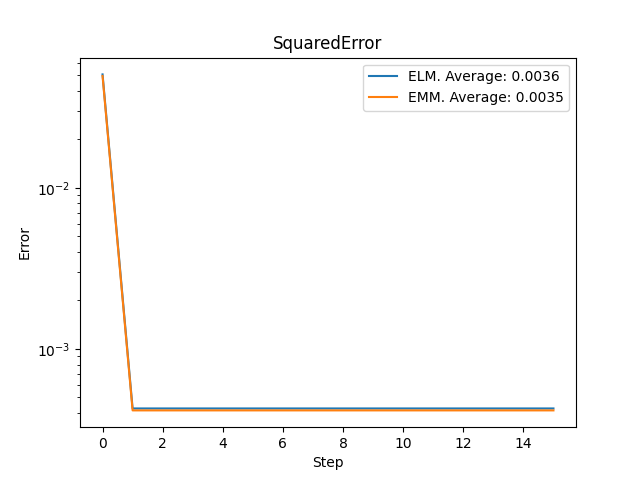 SquaredError
ELM. Average: 0.0036
EMM. Average: 0.0035
Error
10⁻²
10⁻³
0 2 4 6 8 10 12 14
Step